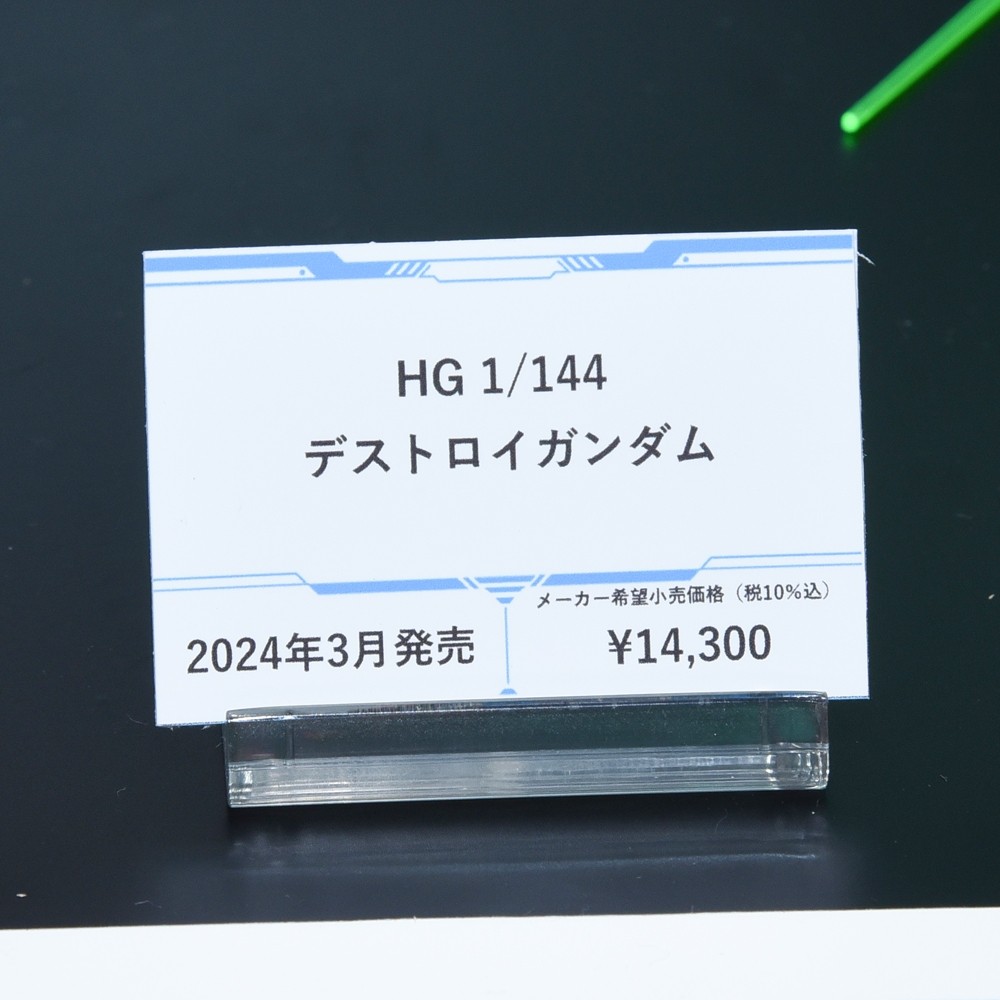 HG 1/144
デストロイガンダム
2024年3月発売
メーカー希望小売価格（税10%込）
¥14,300